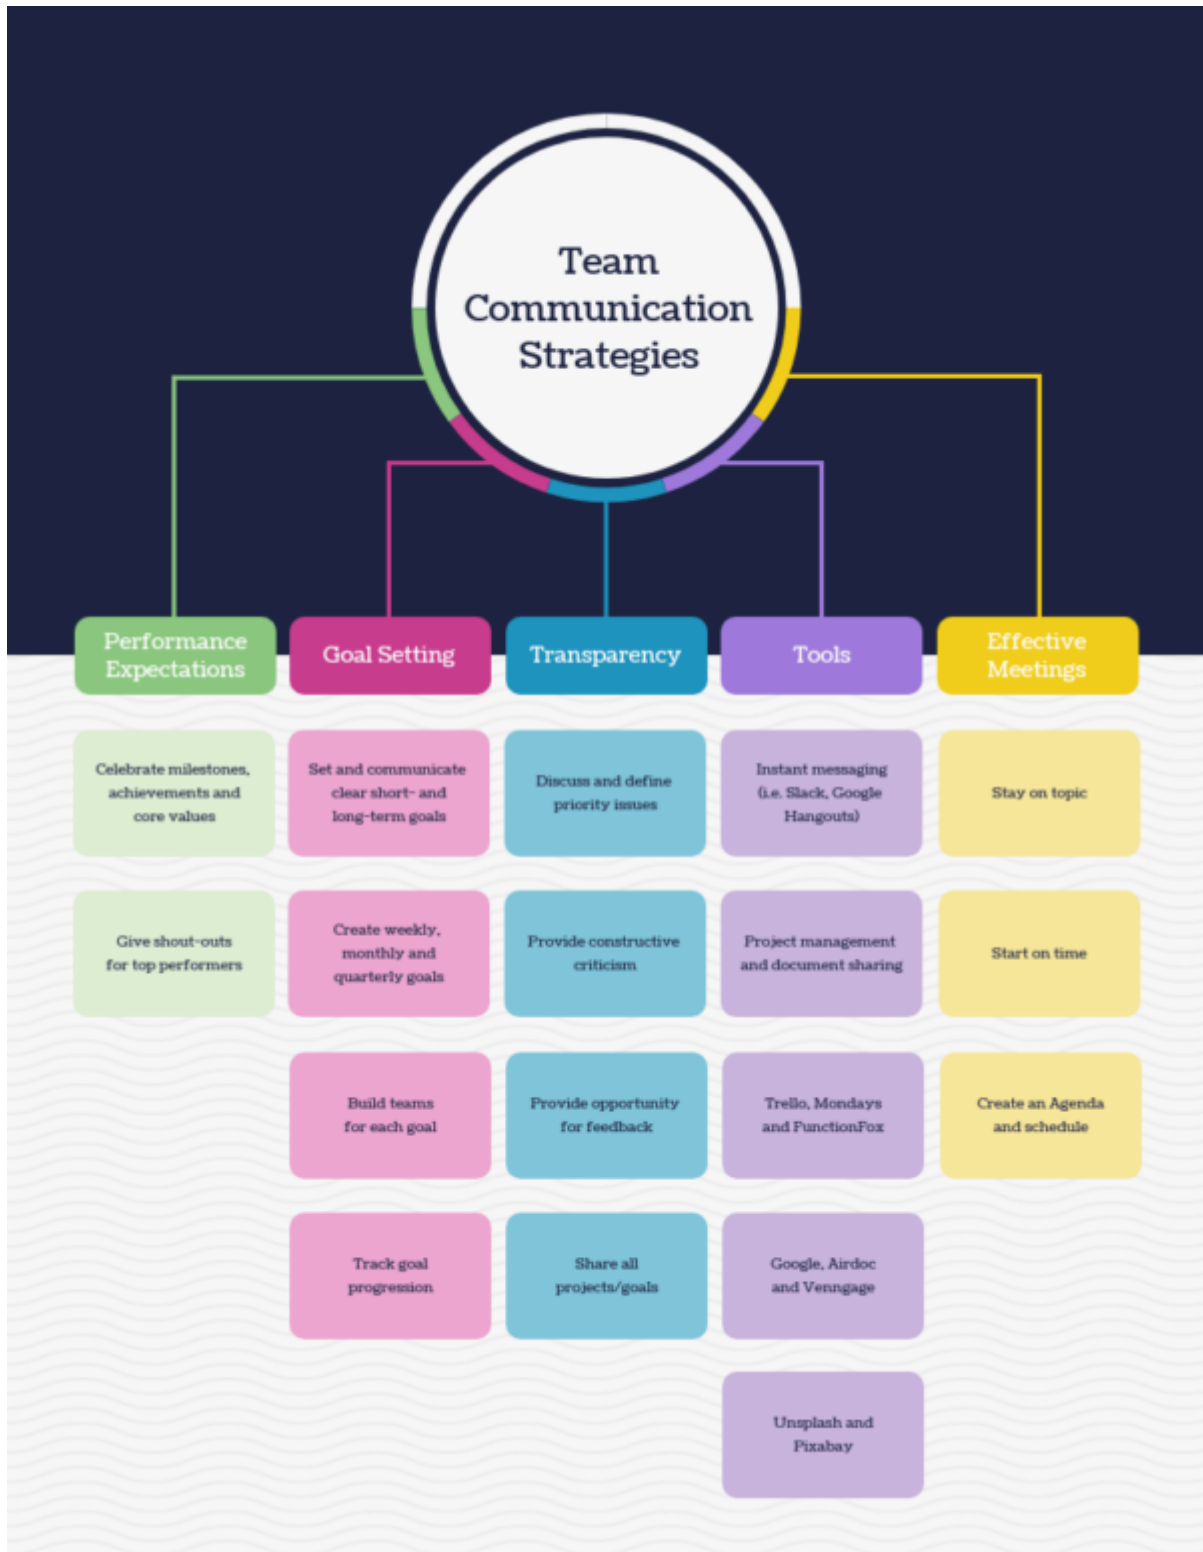 Team
Communication
Strategies
Performance
Expectations
Goal Setting
Transparency
Tools
Effective
Meetings
Celebrate milestones,
achievements and
core values
Give shout-outs
for top performers
Set and communicate
clear short- and
long-term goals
Create weekly,
monthly and
quarterly goals
Build teams
for each goal
Track goal
progression
Discuss and define
priority issues
Provide constructive
criticism
Provide opportunity
for feedback
Share all
projects/goals
Instant messaging
(i.e. Slack, Google
Hangouts)
Project management
and document sharing
Trello, Mondays
and FunctionFox
Google, Airdoc
and Venngage
Unsplash and
Pixabay
Stay on topic
Start on time
Create an Agenda
and schedule